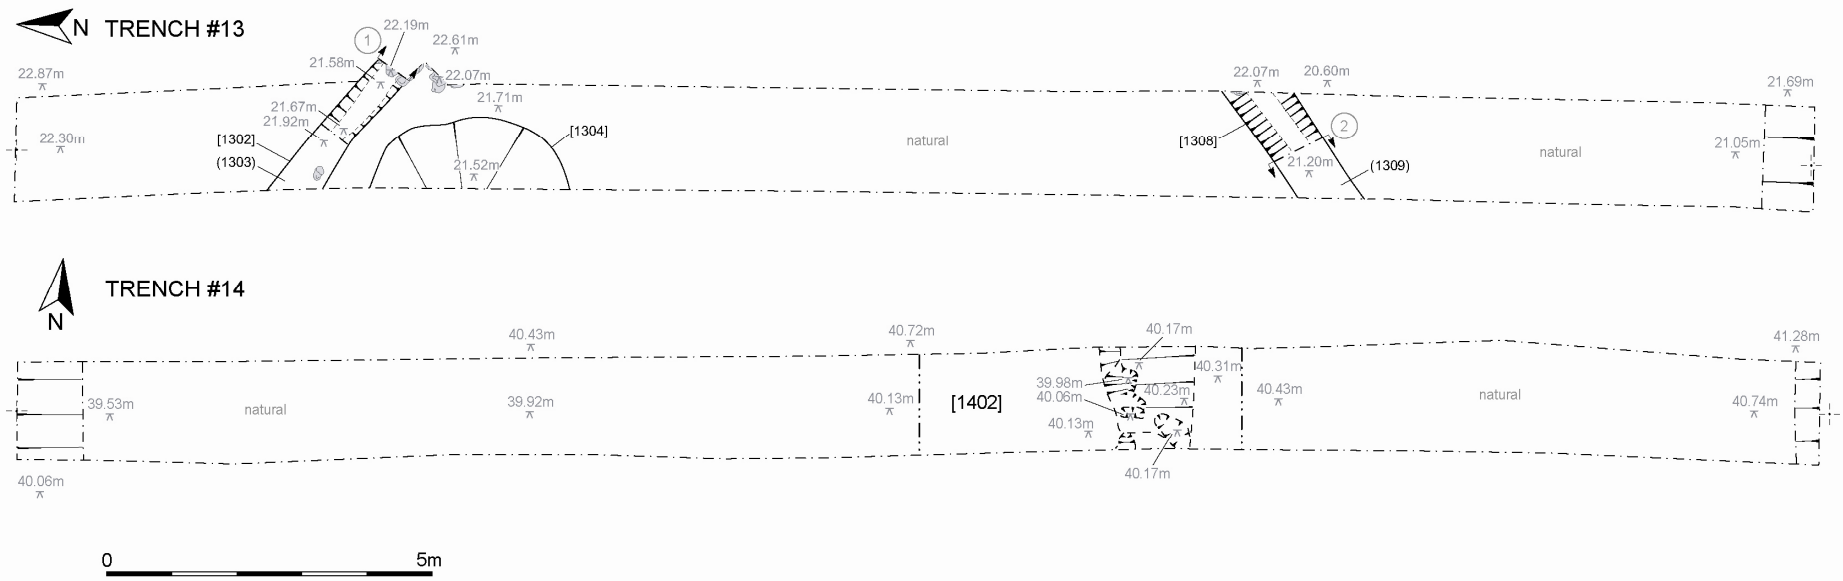 N TRENCH #13
1
22.19m
22.61m
21.58m
22.87m
22.07m
22.07m
20.60m
21.69m
21.71m
21.67m
21.92m
2
22.30m
[1302]
[1304]
natural
[1308]
natural
21.05m
(1303)
21.52m
21.20m
(1309)
TRENCH #14
N
40.43m
40.72m
40.17m
41.28m
40.31m
39.98m
40.06m
40.23m
39.53m
natural
39.92m
40.13m
[1402]
40.43m
natural
40.74m
40.13m
40.17m
40.06m
0 5m